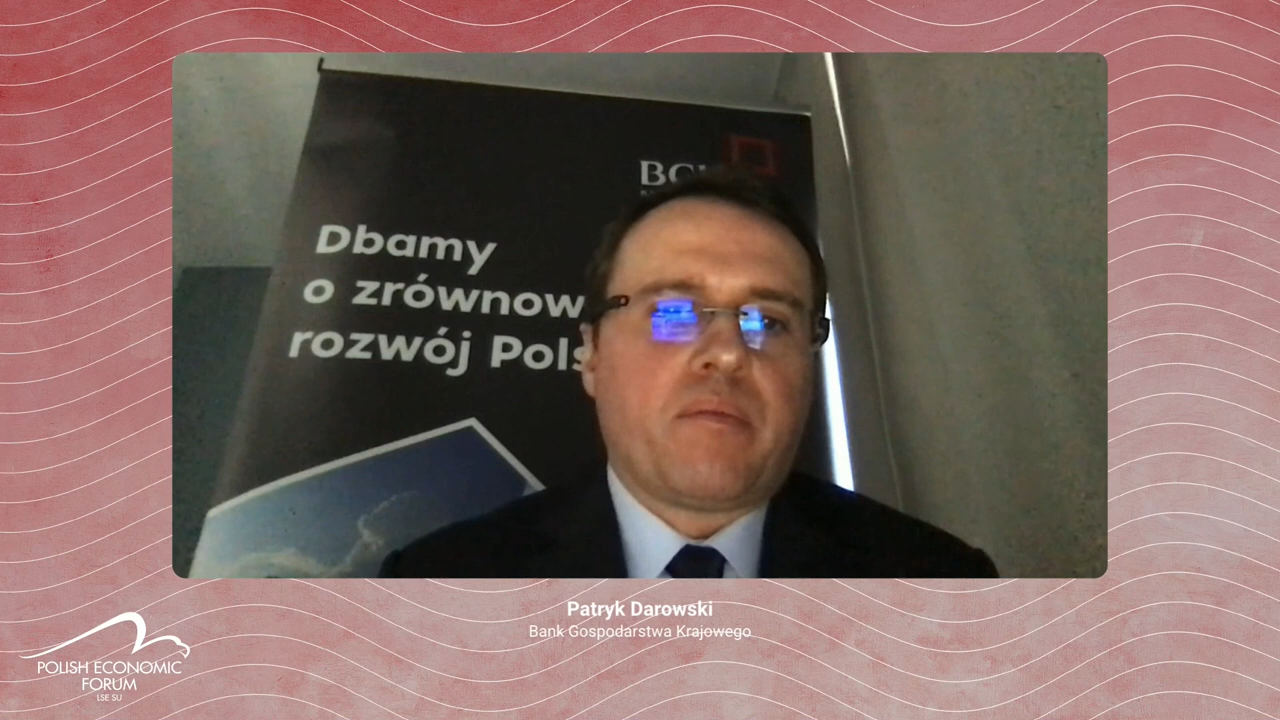 Dbamy
o zrównow
rozwój Pols
Patryk Darowski
Bank Gospodarstwa Krajowego
POLISH ECONOMIC
FORUM
LSE SU